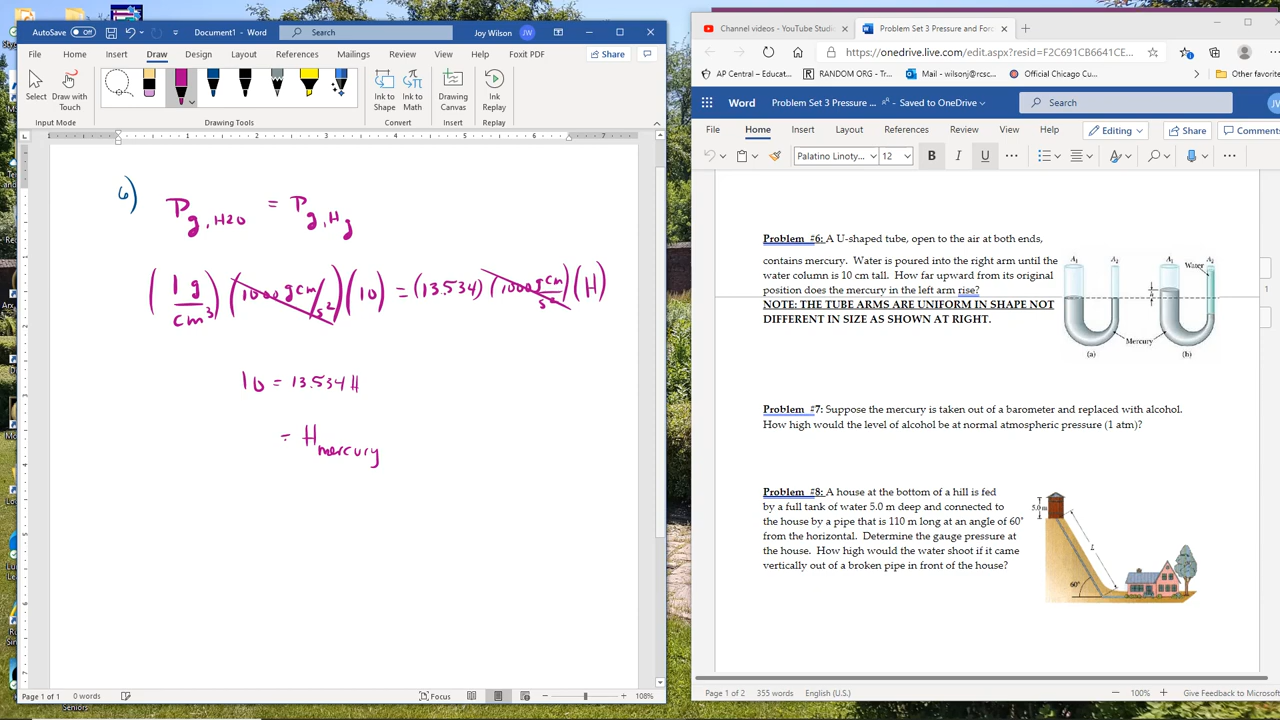 AutoSave Off Document1 - Word Search Joy Wilson
File Home Insert Draw Design Layout References Mailings Review View Help Foxit PDF
Select Draw with Touch Ink to Shape Ink to Math Drawing Canvas Ink Replay
Input Mode Drawing Tools Convert Insert Replay
6) P g, H2O = P g, Hg
(1 g/cm³)(1000 g cm/s²)(10) = (13.534)(1000 g cm/s²)(H)
10 = 13.534 H
= H mercury
Page 1 of 1 0 words Focus 108%
Seniors
Channel videos - YouTube Studi Problem Set 3 Pressure and Forc
https://onedrive.live.com/edit.aspx?resid=F2C691CB6641CE...
AP Central – Educat... RANDOM ORG - Tr... Mail - wilsonj@rcsc... Official Chicago Cu... Other favorite
Word Problem Set 3 Pressure ... - Saved to OneDrive Search JW
File Home Insert Layout References Review View Help Editing Share Comments
Palatino Linoty... 12 B I U
Problem #6: A U-shaped tube, open to the air at both ends,
contains mercury. Water is poured into the right arm until the
water column is 10 cm tall. How far upward from its original
position does the mercury in the left arm rise?
NOTE: THE TUBE ARMS ARE UNIFORM IN SHAPE NOT
DIFFERENT IN SIZE AS SHOWN AT RIGHT.
A1 A2 A1 Water A2
Mercury
(a) (b)
Problem #7: Suppose the mercury is taken out of a barometer and replaced with alcohol.
How high would the level of alcohol be at normal atmospheric pressure (1 atm)?
Problem #8: A house at the bottom of a hill is fed
by a full tank of water 5.0 m deep and connected to
the house by a pipe that is 110 m long at an angle of 60°
from the horizontal. Determine the gauge pressure at
the house. How high would the water shoot if it came
vertically out of a broken pipe in front of the house?
5.0 m
60°
Page 1 of 2 355 words English (U.S.) 100% Give Feedback to Microsoft